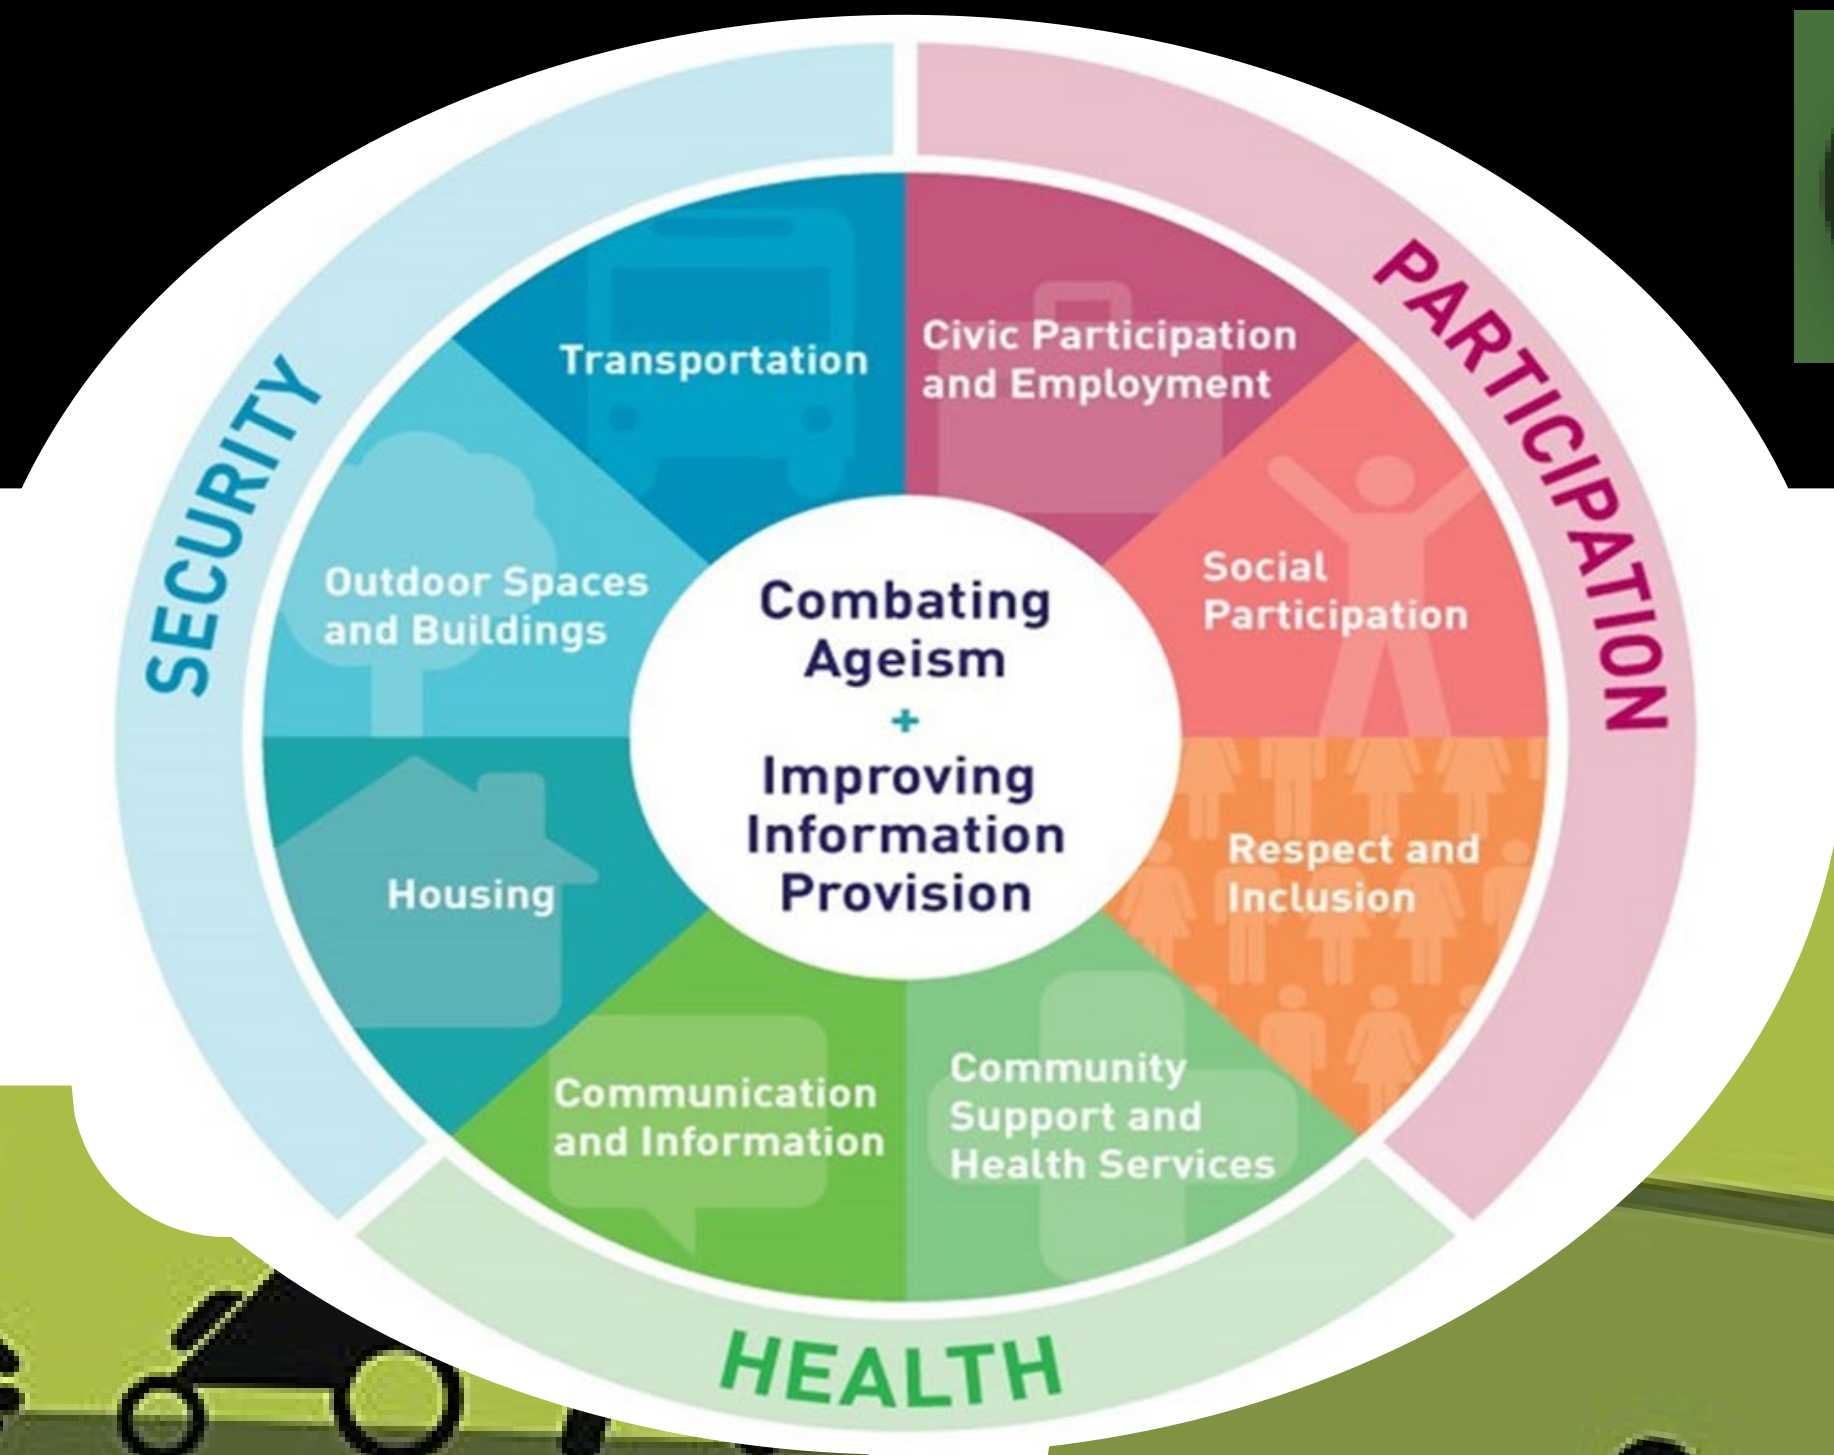 SECURITY
PARTICIPATION
HEALTH
Transportation
Civic Participation
and Employment
Social
Participation
Respect and
Inclusion
Community
Support and
Health Services
Communication
and Information
Housing
Outdoor Spaces
and Buildings
Combating
Ageism
+
Improving
Information
Provision